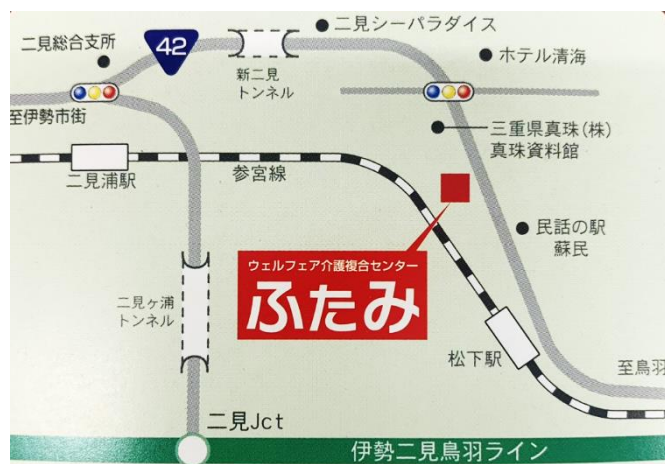 二見シーパラダイス
二見総合支所
42
ホテル清海
新二見
トンネル
至伊勢市街
三重県真珠(株)
真珠資料館
二見浦駅
参宮線
民話の駅
蘇民
ウェルフェア介護複合センター
ふたみ
二見ヶ浦
トンネル
松下駅
至鳥羽
二見Jct
伊勢二見鳥羽ライン